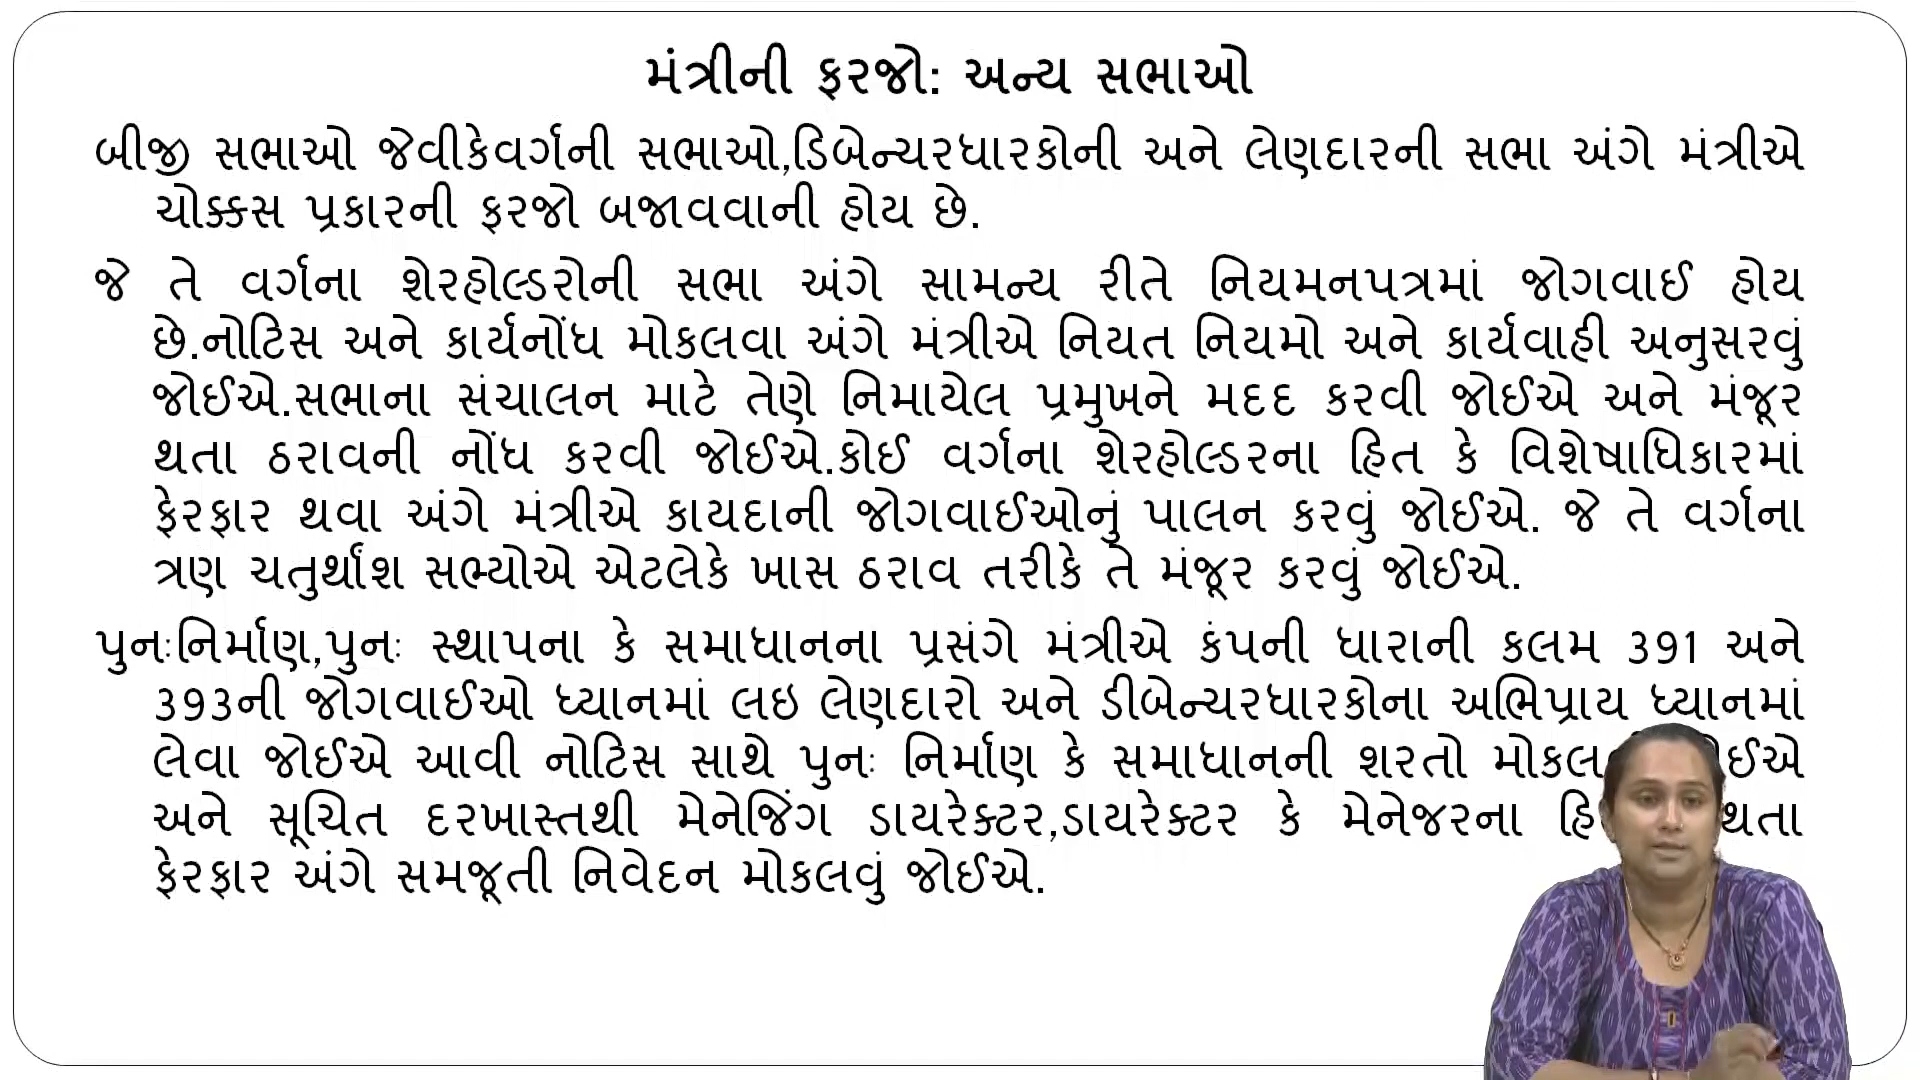 મંત્રીની ફરજો: અન્ય સભાઓ
બીજી સભાઓ જેવીકેવર્ગની સભાઓ,ડિબેન્ચરધારકોની અને લેણદારની સભા અંગે મંત્રીએ
ચોક્કસ પ્રકારની ફરજો બજાવવાની હોય છે.
જે તે વર્ગના શેરહોલ્ડરોની સભા અંગે સામન્ય રીતે નિયમનપત્રમાં જોગવાઈ હોય
છે.નોટિસ અને કાર્યનોંધ મોકલવા અંગે મંત્રીએ નિયત નિયમો અને કાર્યવાહી અનુસરવું
જોઈએ.સભાના સંચાલન માટે તેણે નિમાયેલ પ્રમુખને મદદ કરવી જોઈએ અને મંજૂર
થતા ઠરાવની નોંધ કરવી જોઈએ.કોઈ વર્ગના શેરહોલ્ડરના હિત કે વિશેષાધિકારમાં
ફેરફાર થવા અંગે મંત્રીએ કાયદાની જોગવાઈઓનું પાલન કરવું જોઈએ. જે તે વર્ગના
ત્રણ ચતુર્થાંશ સભ્યોએ એટલેકે ખાસ ઠરાવ તરીકે તે મંજૂર કરવું જોઈએ.
પુનઃનિર્માણ,પુનઃ સ્થાપના કે સમાધાનના પ્રસંગે મંત્રીએ કંપની ધારાની કલમ 391 અને
393ની જોગવાઈઓ ધ્યાનમાં લઇ લેણદારો અને ડીબેન્ચરધારકોના અભિપ્રાય ધ્યાનમાં
લેવા જોઈએ આવી નોટિસ સાથે પુનઃ નિર્માણ કે સમાધાનની શરતો
અને સૂચિત દરખાસ્તથી મેનેજિંગ ડાયરેક્ટર,ડાયરેક્ટર કે મેનેજરના થતા
ફેરફાર અંગે સમજૂતી નિવેદન મોકલવું જોઈએ.